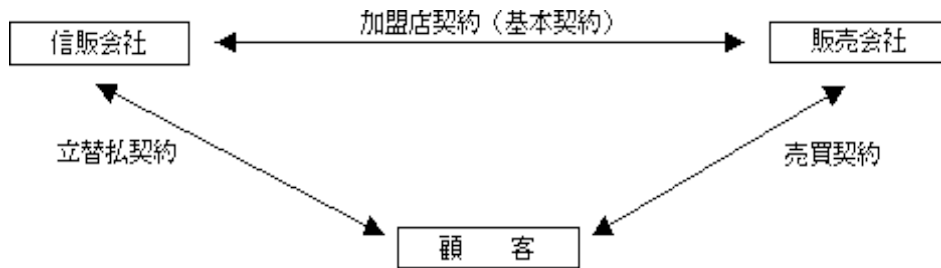 加盟店契約（基本契約）
信販会社
販売会社
立替払契約
売買契約
顧　客